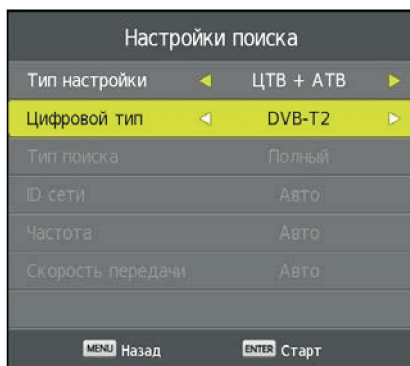 Настройки поиска
Тип настройки ЦТВ + АТВ
Цифровой тип DVB-T2
Тип поиска Полный
ID сети Авто
Частота Авто
Скорость передачи Авто
MENU Назад ENTER Старт